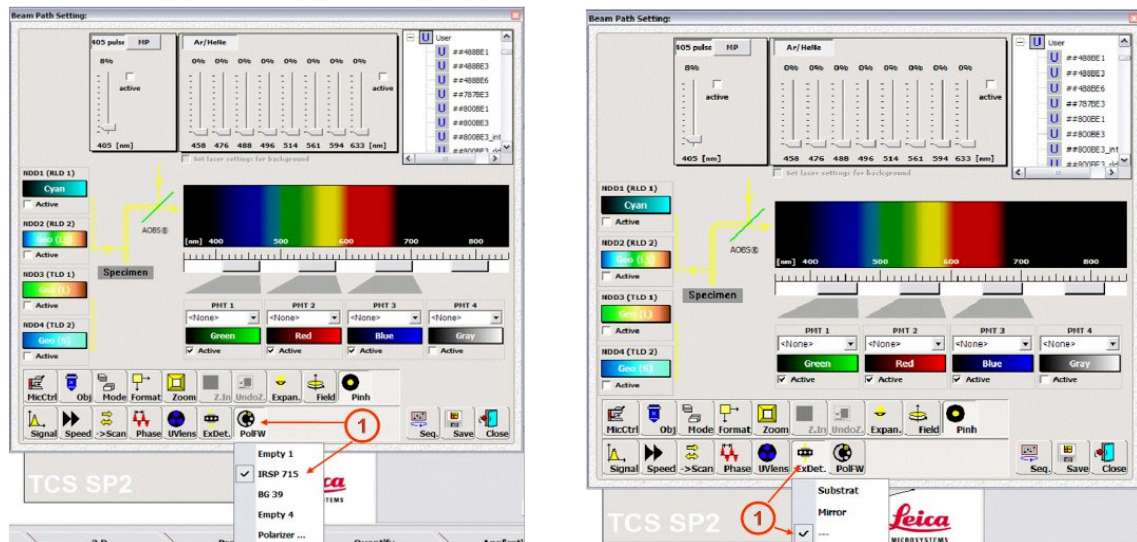 Beam Path Setting:
405 pulse MP Ar/HeNe
8% 0% 0% 0% 0% 0% 0% 0% 0%
active active
405 [nm] 458 476 488 496 514 561 594 633 [nm]
Set laser settings for background
User
##488BE1
##488BE3
##488BE6
##787BE3
##800BE1
##800BE3
##800BE3_int
NDD1 (RLD 1)
Cyan
Active
NDD2 (RLD 2)
Geo (LS)
Active
NDD3 (TLD 1)
Geo (L)
Active
NDD4 (TLD 2)
Geo (S)
Active
AOBS®
Specimen
[nm] 400 500 600 700 800
PMT 1 PMT 2 PMT 3 PMT 4
<None> <None> <None> <None>
Green Red Blue Gray
Active Active Active Active
MicCtrl Obj Mode Format Zoom Z.In UndoZ. Expan. Field Pinh
Signal Speed ->Scan Phase UVlens ExDet. PolFW Seq. Save Close
1
Empty 1
IRSP 715
BG 39
Empty 4
Polarizer ...
TCS SP2
Beam Path Setting:
405 pulse MP Ar/HeNe
8% 0% 0% 0% 0% 0% 0% 0% 0%
active active
405 [nm] 458 476 488 496 514 561 594 633 [nm]
Set laser settings for background
User
##488BE1
##488BE3
##488BE6
##787BE3
##800BE1
##800BE3
##800BE3_int
NDD1 (RLD 1)
Cyan
Active
NDD2 (RLD 2)
Geo (LS)
Active
NDD3 (TLD 1)
Geo (L)
Active
NDD4 (TLD 2)
Geo (S)
Active
AOBS®
Specimen
[nm] 400 500 600 700 800
PMT 1 PMT 2 PMT 3 PMT 4
<None> <None> <None> <None>
Green Red Blue Gray
Active Active Active Active
MicCtrl Obj Mode Format Zoom Z.In UndoZ. Expan. Field Pinh
Signal Speed ->Scan Phase UVlens ExDet. PolFW Seq. Save Close
Substrat
Mirror
---
1
TCS SP2
Leica
MICROSYSTEMS